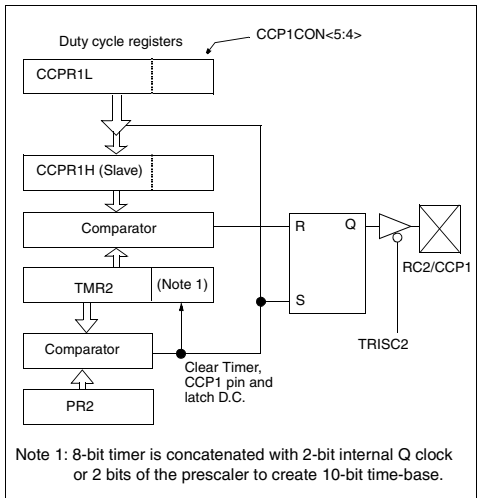 Duty cycle registers
CCP1CON<5:4>
CCPR1L
CCPR1H (Slave)
Comparator
R
Q
RC2/CCP1
TMR2
(Note 1)
S
TRISC2
Comparator
Clear Timer,
CCP1 pin and
latch D.C.
PR2
Note 1: 8-bit timer is concatenated with 2-bit internal Q clock
or 2 bits of the prescaler to create 10-bit time-base.